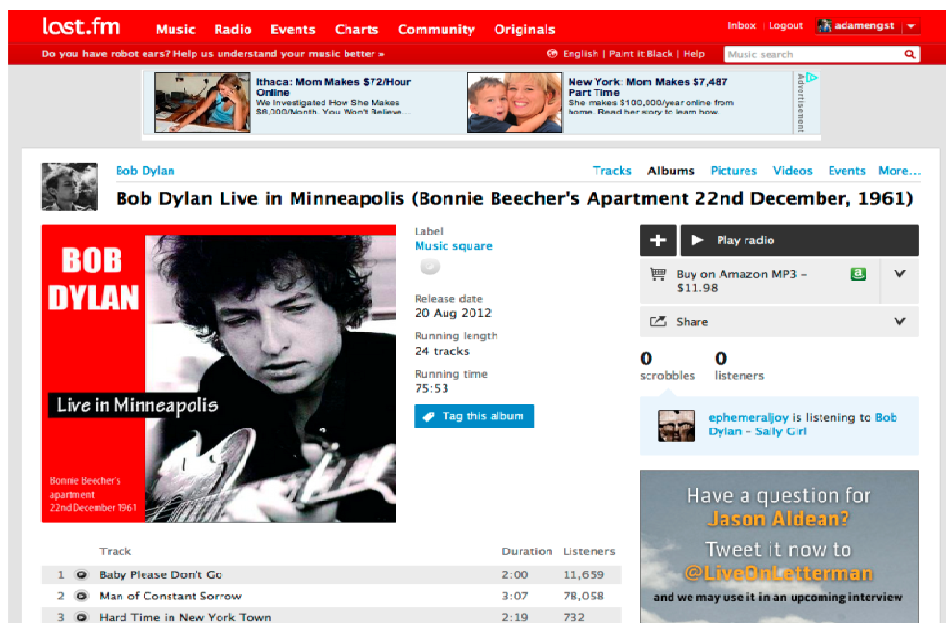 last.fm Music Radio Events Charts Community Originals Inbox | Logout adamengst
Do you have robot ears? Help us understand your music better » English | Paint it Black | Help Music search
Ithaca: Mom Makes $72/Hour
Online
We Investigated How She Makes
$6,000/Month. You Won't Believe...
New York: Mom Makes $7,487
Part Time
She makes $100,000/year online from
home. Read her story to learn how.
Advertisement
Bob Dylan Tracks Albums Pictures Videos Events More...
Bob Dylan Live in Minneapolis (Bonnie Beecher's Apartment 22nd December, 1961)
BOB
DYLAN
Live in Minneapolis
Bonnie Beecher's
apartment
22nd December 1961
Label
Music square
Release date
20 Aug 2012
Running length
24 tracks
Running time
75:53
Tag this album
Play radio
Buy on Amazon MP3 –
$11.98
a
Share
0 0
scrobbles listeners
ephemeraljoy is listening to Bob
Dylan – Sally Girl
Have a question for
Jason Aldean?
Tweet it now to
@LiveOnLetterman
and we may use it in an upcoming interview
Track Duration Listeners
1 Baby Please Don't Go 2:00 11,659
2 Man of Constant Sorrow 3:07 78,058
3 Hard Time in New York Town 2:19 732